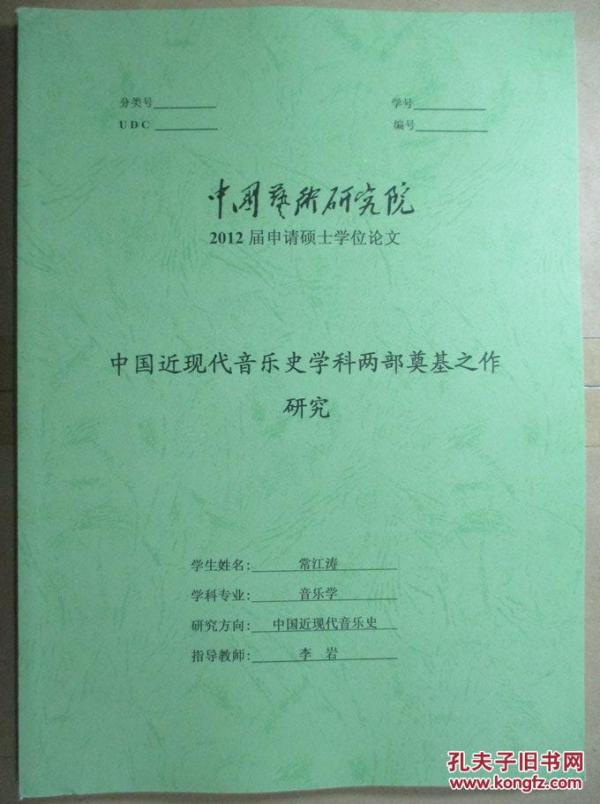 分类号
学号
UDC
编号
中國藝術研究院
2012 届申请硕士学位论文
中国近现代音乐史学科两部奠基之作
研究
学生姓名: 常江涛
学科专业: 音乐学
研究方向: 中国近现代音乐史
指导教师: 李 岩
孔夫子旧书网
www.kongfz.com